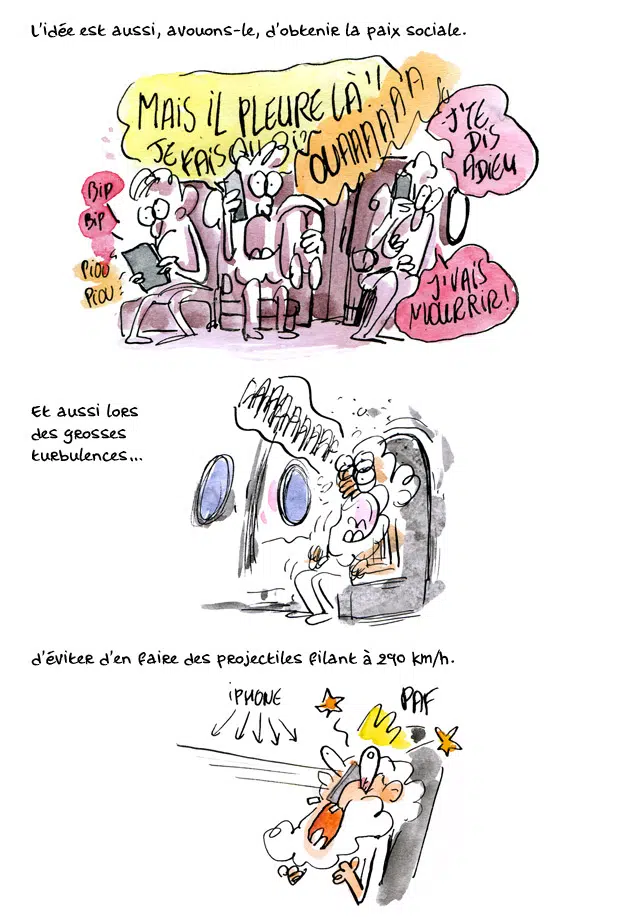 L'idée est aussi, avouons-le, d'obtenir la paix sociale.
MAIS IL PLEURE LÀ !!
JE FAIS QUOI?
OUAAAAAAA
J'TE
DIS
ADIEU
BIP
BIP
PIOU
PIOU
J'VAIS
MOURRIR!
Et aussi lors
des grosses
turbulences...
d'éviter d'en faire des projectiles filant à 290 km/h.
IPHONE
PAF